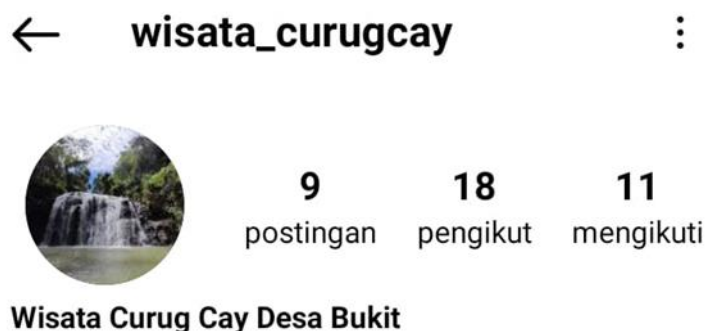 wisata_curugcay
9 18 11
postingan pengikut mengikuti
Wisata Curug Cay Desa Bukit